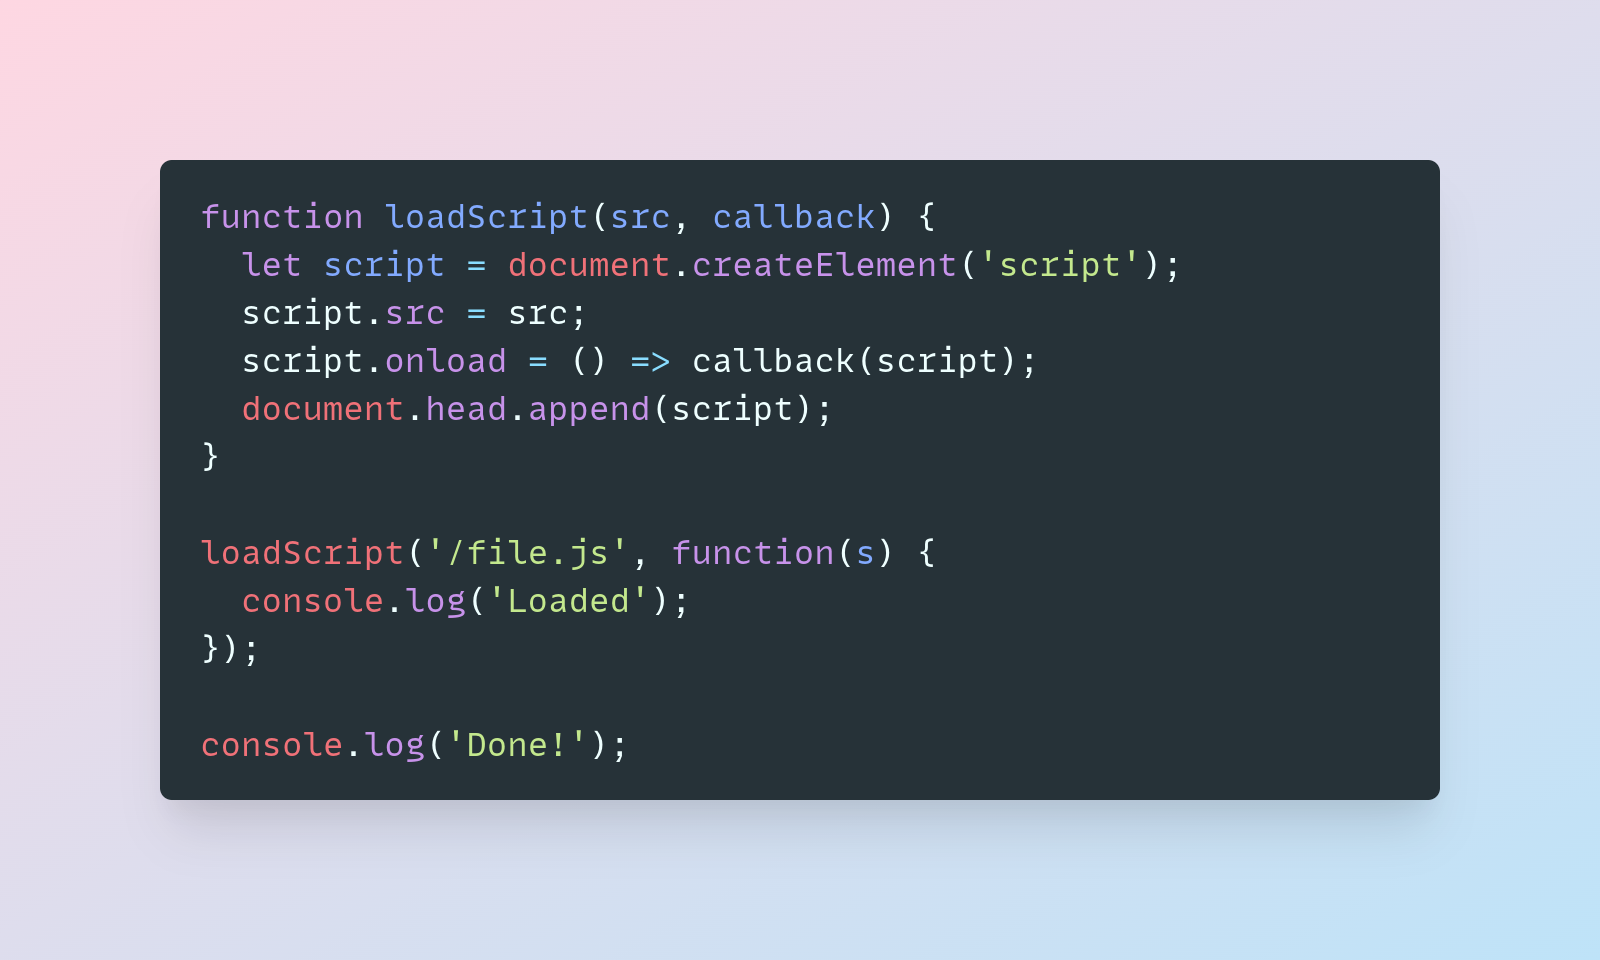 function loadScript(src, callback) {
  let script = document.createElement('script');
  script.src = src;
  script.onload = () => callback(script);
  document.head.append(script);
}

loadScript('/file.js', function(s) {
  console.log('Loaded');
});

console.log('Done!');